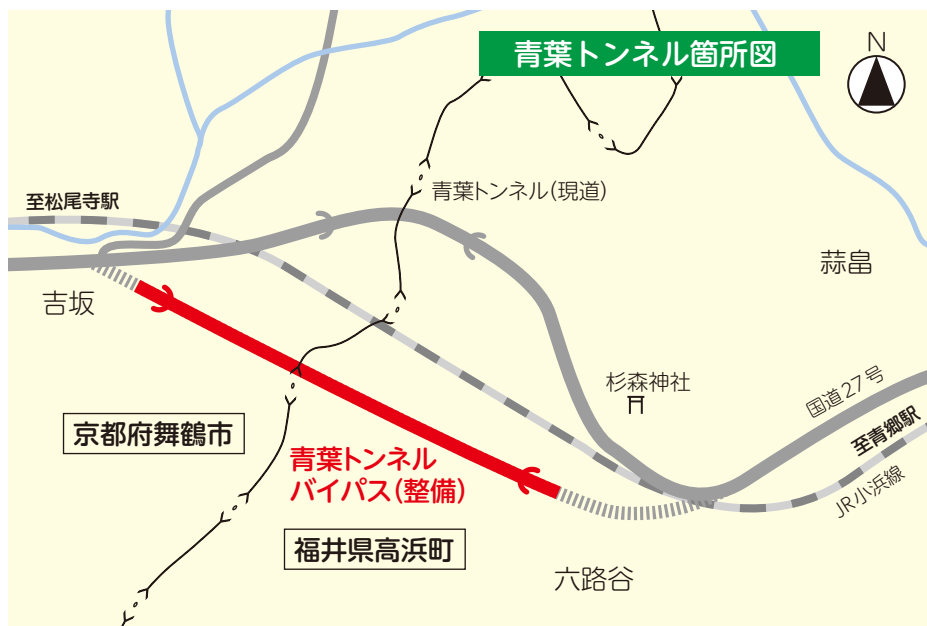 青葉トンネル箇所図
N
青葉トンネル(現道)
至松尾寺駅
蒜畠
吉坂
杉森神社
国道27号
至青郷駅
JR小浜線
京都府舞鶴市
青葉トンネル
バイパス(整備)
福井県高浜町
六路谷